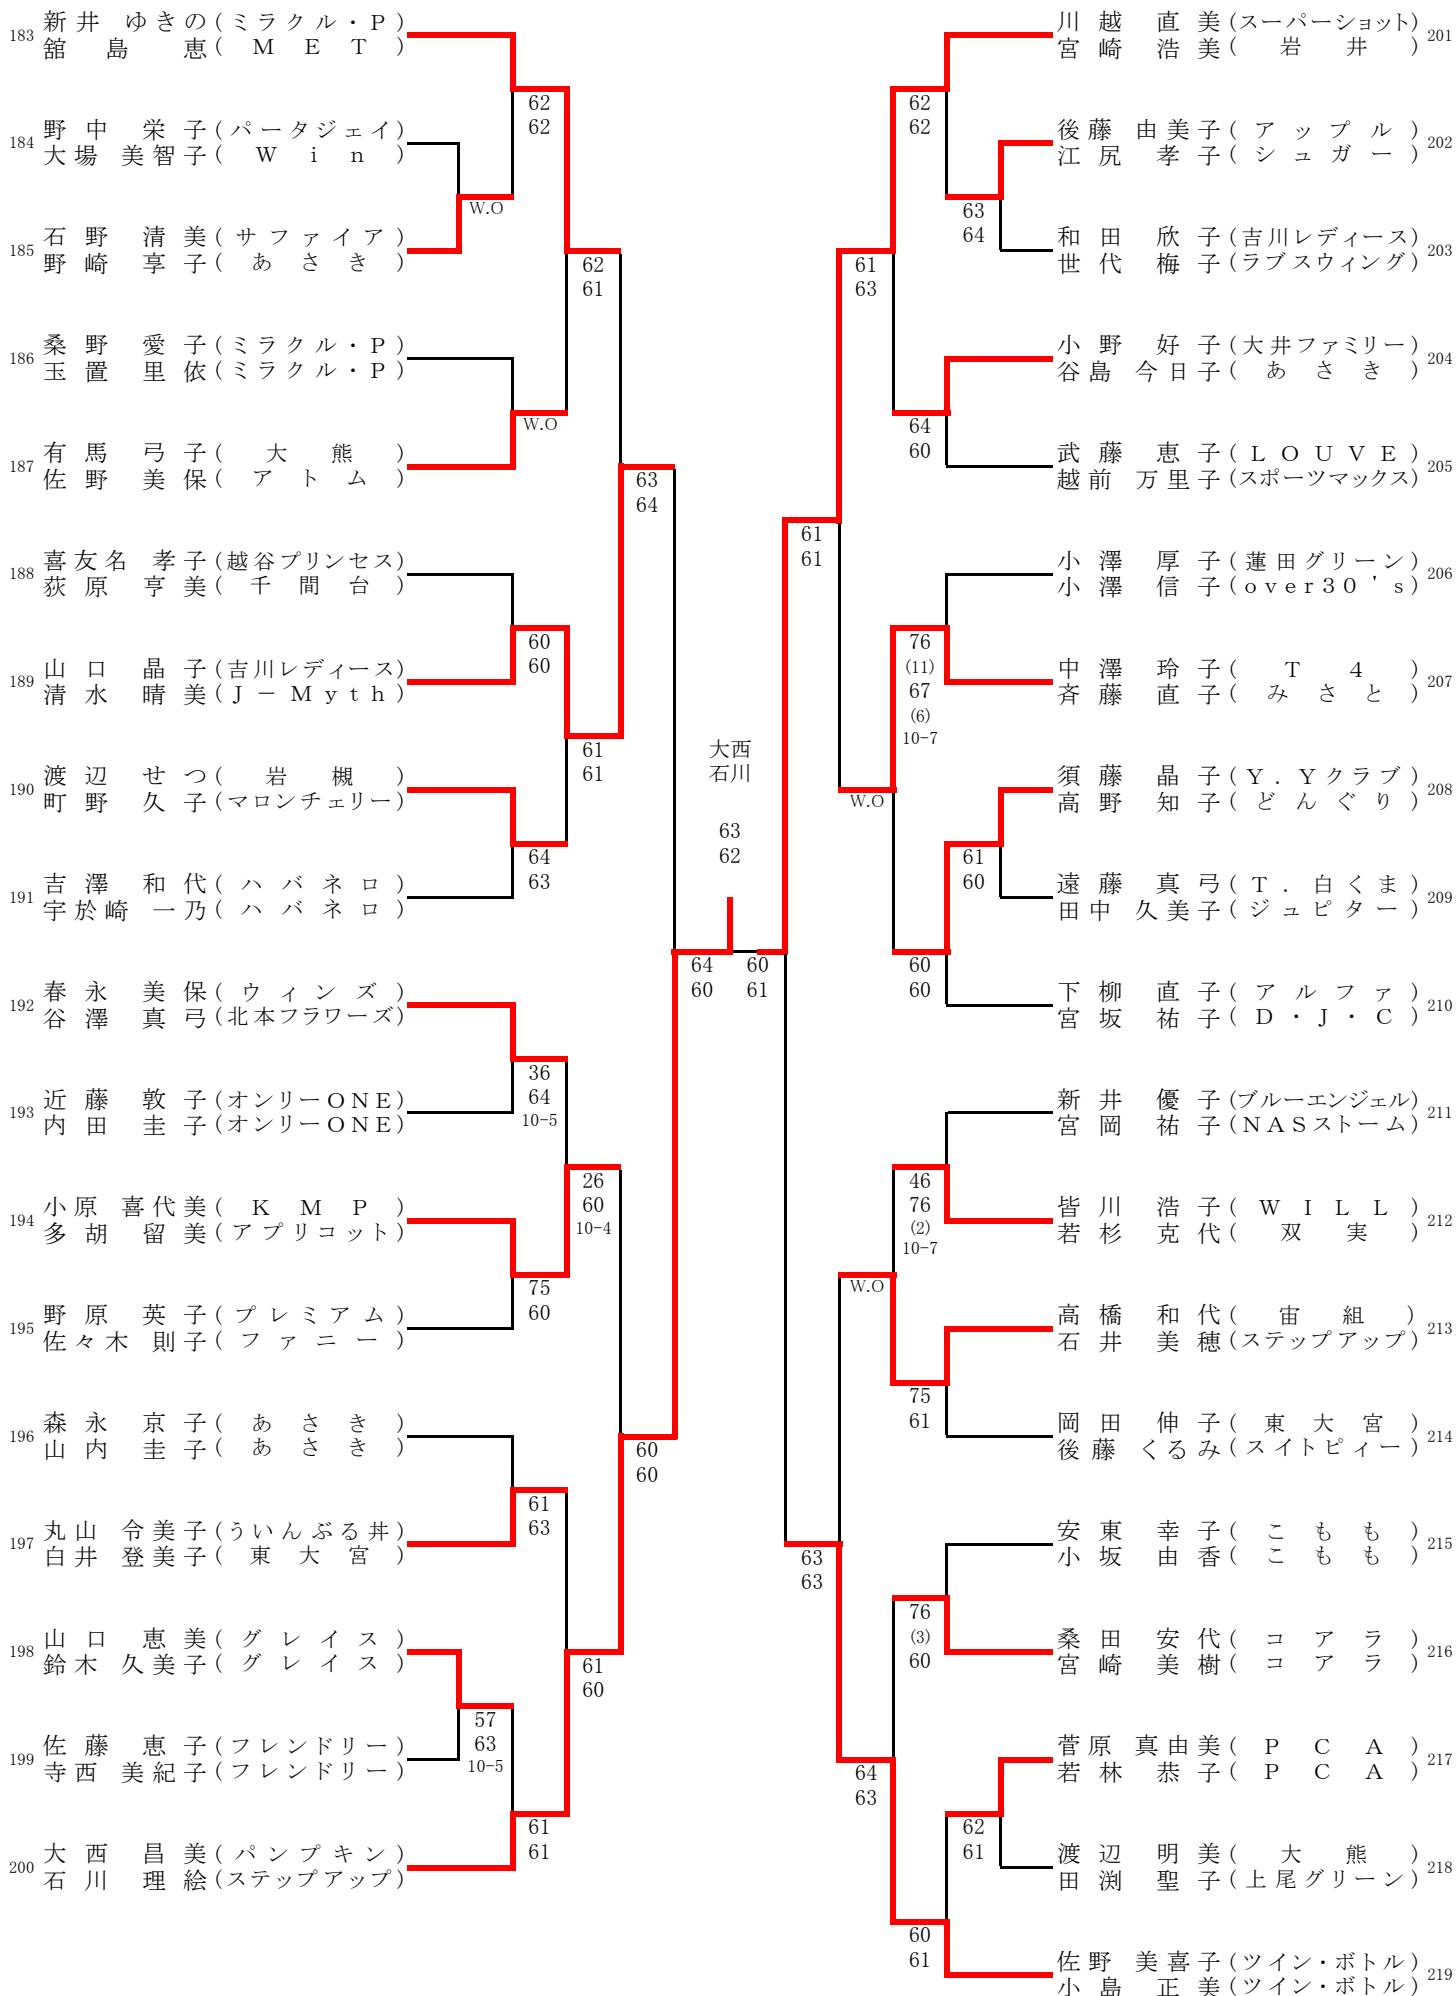 183 新井 ゆきの(ミラクル・P)
舘島 恵(MET)
62
62
184 野中 栄子(パータジェイ)
大場 美智子(Win)
W.O
185 石野 清美(サファイア)
野崎 享子(あさき)
62
61
186 桑野 愛子(ミラクル・P)
玉置 里依(ミラクル・P)
W.O
187 有馬 弓子(大熊)
佐野 美保(アトム)
63
64
188 喜友名 孝子(越谷プリンセス)
荻原 亨美(千間台)
60
60
189 山口 晶子(吉川レディース)
清水 晴美(J-Myth)
61
61
190 渡辺 せつ(岩槻)
町野 久子(マロンチェリー)
64
63
191 吉澤 和代(ハバネロ)
宇於崎 一乃(ハバネロ)
64
60
192 春永 美保(ウィンズ)
谷澤 真弓(北本フラワーズ)
36
64
10-5
193 近藤 敦子(オンリーONE)
内田 圭子(オンリーONE)
26
60
10-4
194 小原 喜代美(KMP)
多胡 留美(アプリコット)
75
60
195 野原 英子(プレミアム)
佐々木 則子(ファニー)
196 森永 京子(あさき)
山内 圭子(あさき)
60
60
61
63
197 丸山 令美子(ういんぶる丼)
白井 登美子(東大宮)
198 山口 恵美(グレイス)
鈴木 久美子(グレイス)
61
60
57
63
10-5
199 佐藤 恵子(フレンドリー)
寺西 美紀子(フレンドリー)
61
61
200 大西 昌美(パンプキン)
石川 理絵(ステップアップ)
大西
石川
63
62
川越 直美(スーパーショット) 201
宮崎 浩美(岩井)
62
62
後藤 由美子(アップル) 202
江尻 孝子(シュガー)
63
64
和田 欣子(吉川レディース) 203
世代 梅子(ラブスウィング)
61
63
小野 好子(大井ファミリー) 204
谷島 今日子(あさき)
64
60
武藤 恵子(LOUVE) 205
越前 万里子(スポーツマックス)
61
61
小澤 厚子(蓮田グリーン) 206
小澤 信子(over30's)
76
(11)
67
(6)
10-7
中澤 玲子(T4) 207
斉藤 直子(みさと)
W.O
須藤 晶子(Y.Yクラブ) 208
高野 知子(どんぐり)
61
60
遠藤 真弓(T.白くま) 209
田中 久美子(ジュピター)
60
60
下柳 直子(アルファ) 210
宮坂 祐子(D・J・C)
60
61
新井 優子(ブルーエンジェル) 211
宮岡 祐子(NASストーム)
46
76
(2)
10-7
皆川 浩子(WILL) 212
若杉 克代(双実)
W.O
高橋 和代(宙組) 213
石井 美穂(ステップアップ)
75
61
岡田 伸子(東大宮) 214
後藤 くるみ(スイトピィー)
安東 幸子(こもも) 215
小坂 由香(こもも)
63
63
76
(3)
60
桑田 安代(コアラ) 216
宮崎 美樹(コアラ)
64
63
菅原 真由美(PCA) 217
若林 恭子(PCA)
62
61
渡辺 明美(大熊) 218
田渕 聖子(上尾グリーン)
60
61
佐野 美喜子(ツイン・ボトル) 219
小島 正美(ツイン・ボトル)